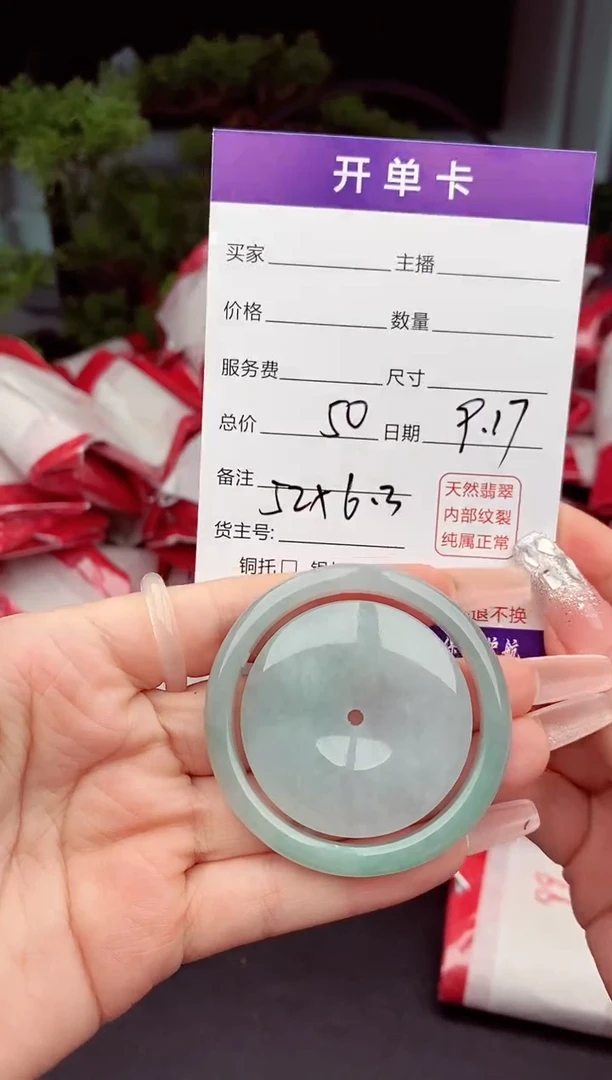 开单卡
买家 主播
价格 数量
服务费 尺寸
总价 50 日期 9.17
备注 52x6.3
天然翡翠
内部纹裂
纯属正常
货主号:
铜托
退不换
航
99